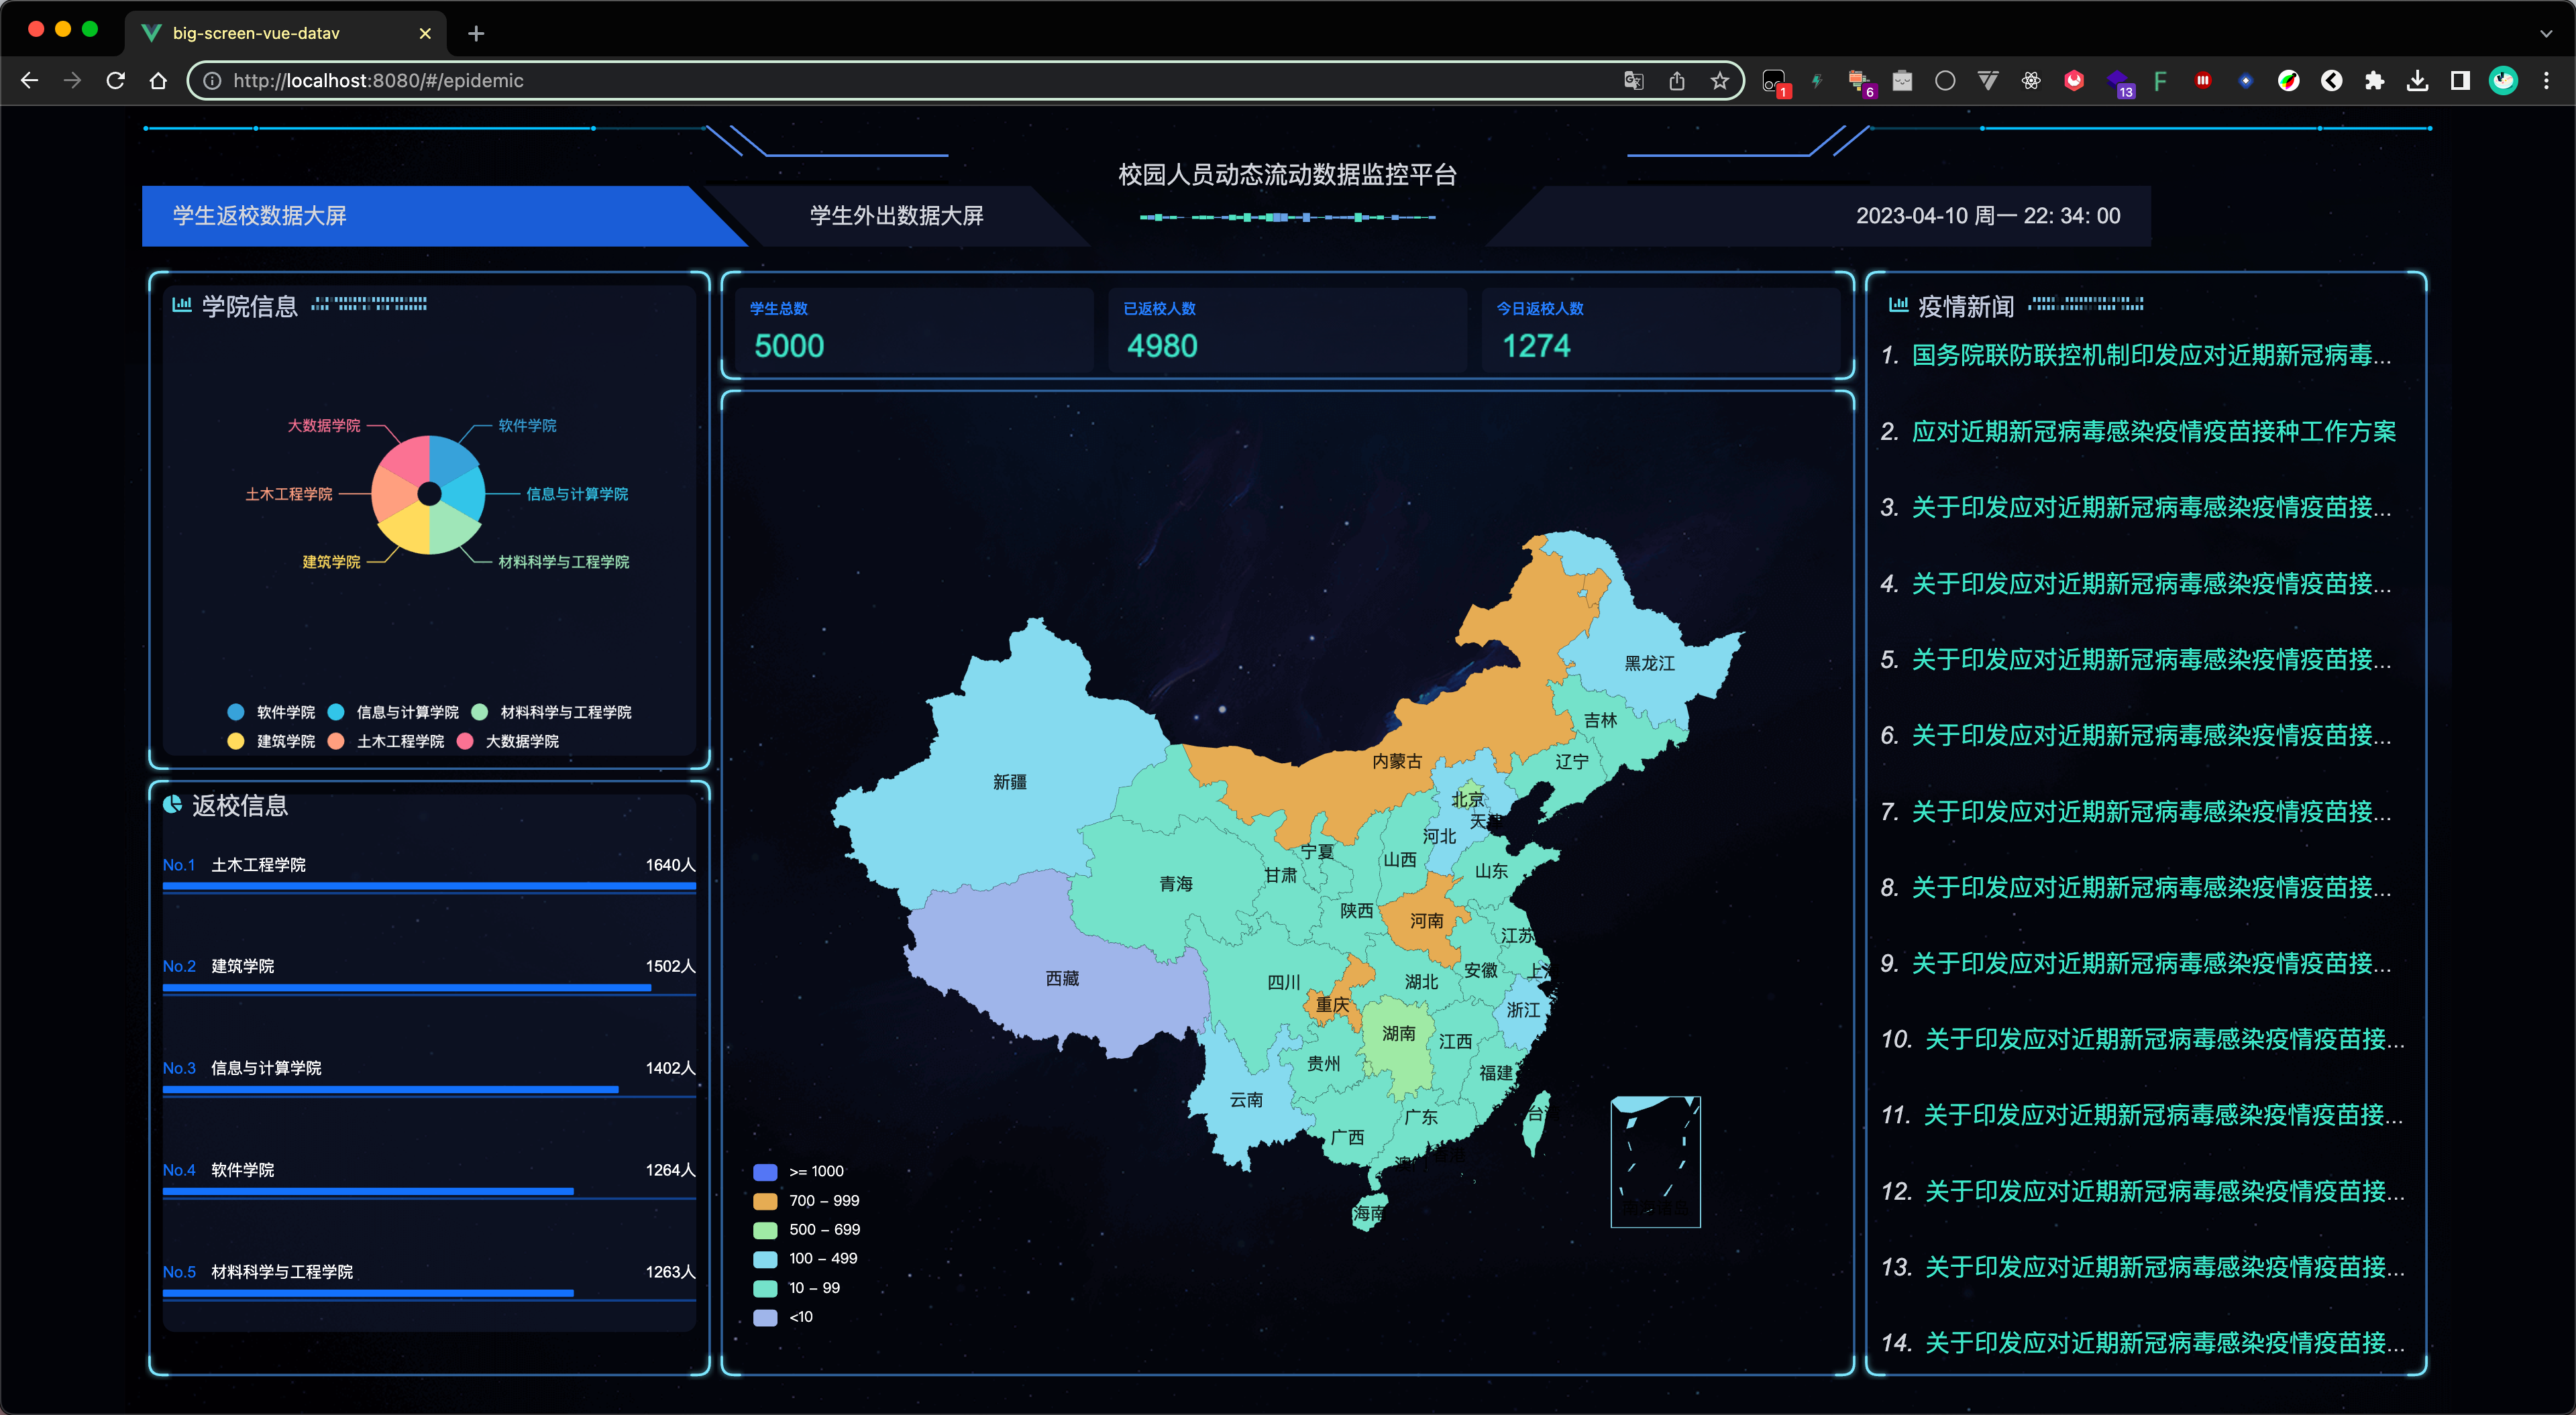 big-screen-vue-datav
http://localhost:8080/#/epidemic
1
6
13
校园人员动态流动数据监控平台
学生返校数据大屏
学生外出数据大屏
2023-04-10 周一 22: 34: 00
学院信息
大数据学院
软件学院
土木工程学院
信息与计算学院
建筑学院
材料科学与工程学院
软件学院 信息与计算学院 材料科学与工程学院
建筑学院 土木工程学院 大数据学院
返校信息
No.1 土木工程学院 1640人
No.2 建筑学院 1502人
No.3 信息与计算学院 1402人
No.4 软件学院 1264人
No.5 材料科学与工程学院 1263人
学生总数
5000
已返校人数
4980
今日返校人数
1274
黑龙江
吉林
内蒙古
辽宁
新疆
北京
河北
宁夏
山西
山东
甘肃
青海
陕西
河南
江苏
安徽
西藏
四川
湖北
重庆
浙江
湖南
江西
贵州
福建
云南
广东
广西
海南
>= 1000
700 – 999
500 – 699
100 – 499
10 – 99
<10
疫情新闻
1. 国务院联防联控机制印发应对近期新冠病毒...
2. 应对近期新冠病毒感染疫情疫苗接种工作方案
3. 关于印发应对近期新冠病毒感染疫情疫苗接...
4. 关于印发应对近期新冠病毒感染疫情疫苗接...
5. 关于印发应对近期新冠病毒感染疫情疫苗接...
6. 关于印发应对近期新冠病毒感染疫情疫苗接...
7. 关于印发应对近期新冠病毒感染疫情疫苗接...
8. 关于印发应对近期新冠病毒感染疫情疫苗接...
9. 关于印发应对近期新冠病毒感染疫情疫苗接...
10. 关于印发应对近期新冠病毒感染疫情疫苗接...
11. 关于印发应对近期新冠病毒感染疫情疫苗接...
12. 关于印发应对近期新冠病毒感染疫情疫苗接...
13. 关于印发应对近期新冠病毒感染疫情疫苗接...
14. 关于印发应对近期新冠病毒感染疫情疫苗接...